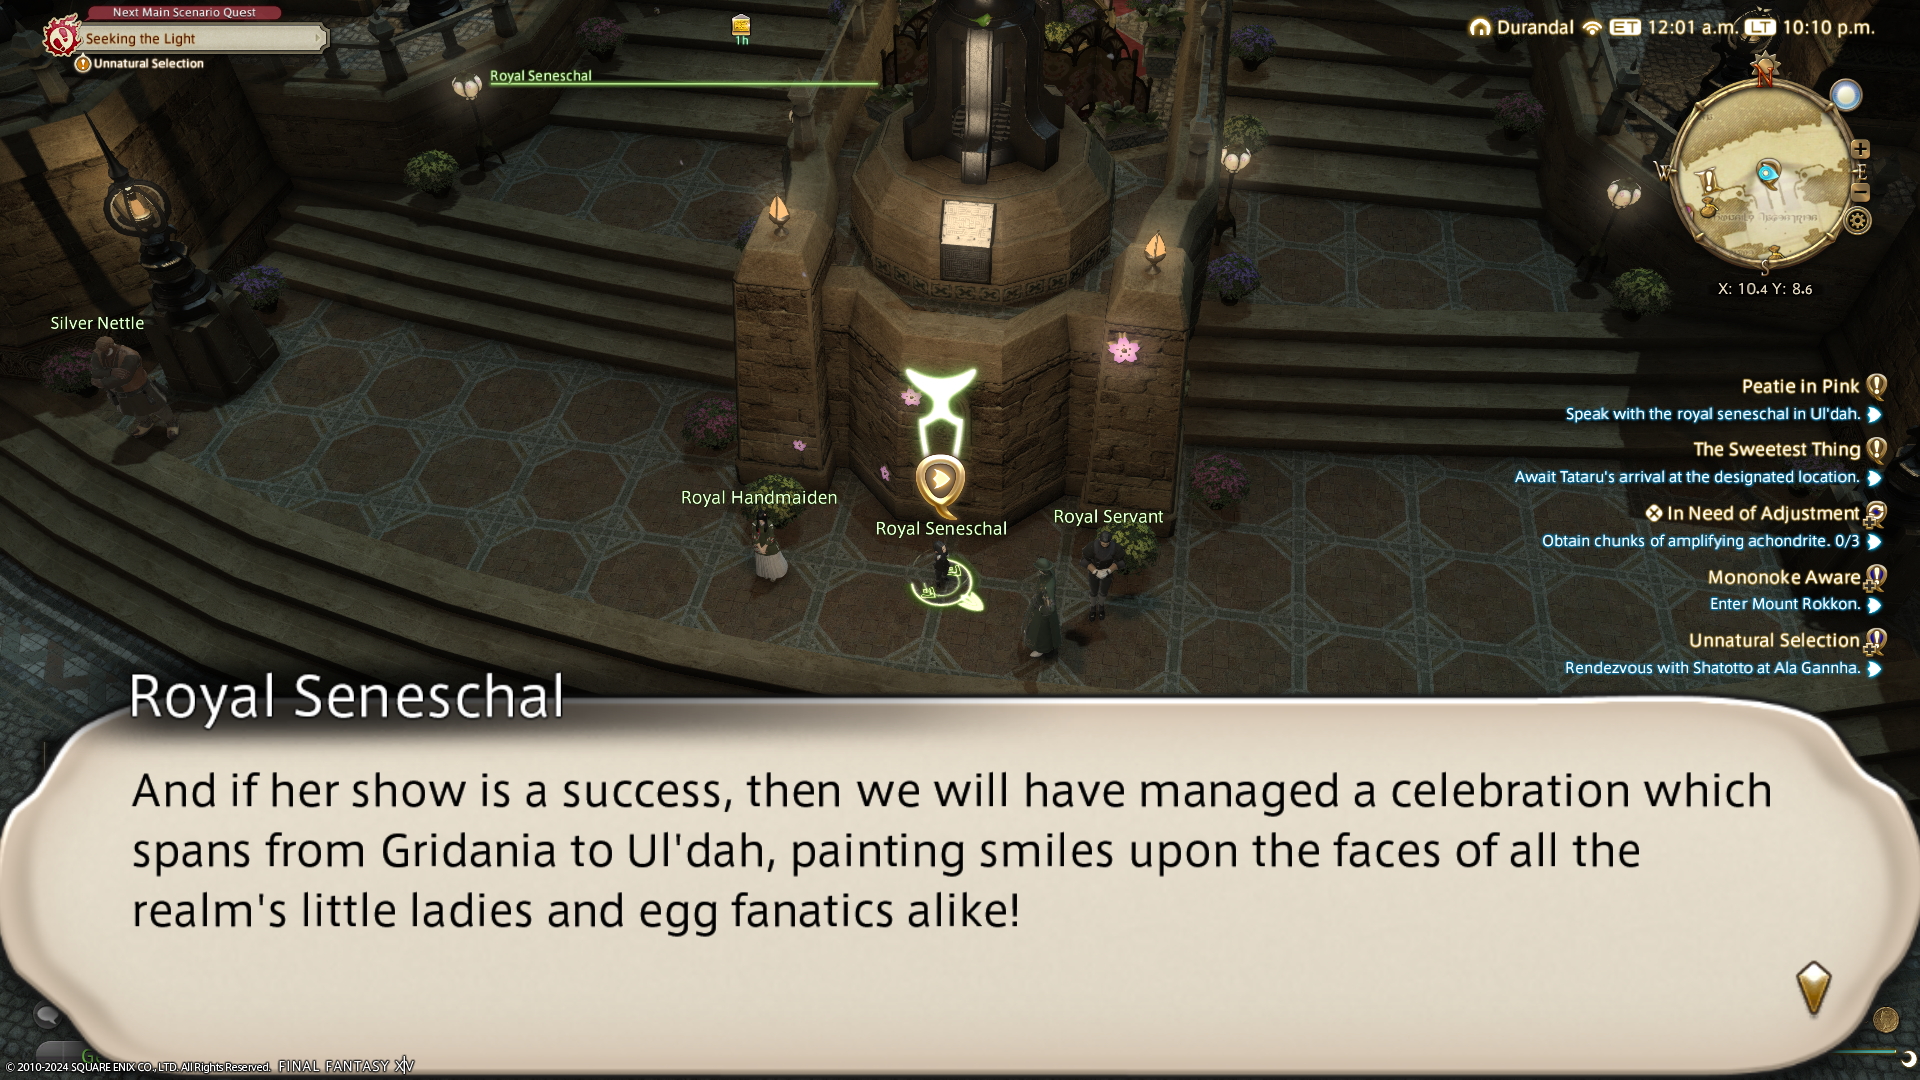 Next Main Scenario Quest
Seeking the Light
Unnatural Selection
1h
Royal Seneschal
Durandal ET 12:01 a.m. LT 10:10 p.m.
N
W
E
S
X: 10.4 Y: 8.6
Silver Nettle
Peatie in Pink
Speak with the royal seneschal in Ul'dah.
The Sweetest Thing
Await Tataru's arrival at the designated location.
In Need of Adjustment
Obtain chunks of amplifying achondrite. 0/3
Mononoke Aware
Enter Mount Rokkon.
Unnatural Selection
Rendezvous with Shatotto at Ala Gannha.
Royal Handmaiden
Royal Seneschal
Royal Servant
Royal Seneschal
And if her show is a success, then we will have managed a celebration which
spans from Gridania to Ul'dah, painting smiles upon the faces of all the
realm's little ladies and egg fanatics alike!
© 2010-2024 SQUARE ENIX CO., LTD. All Rights Reserved. FINAL FANTASY XIV